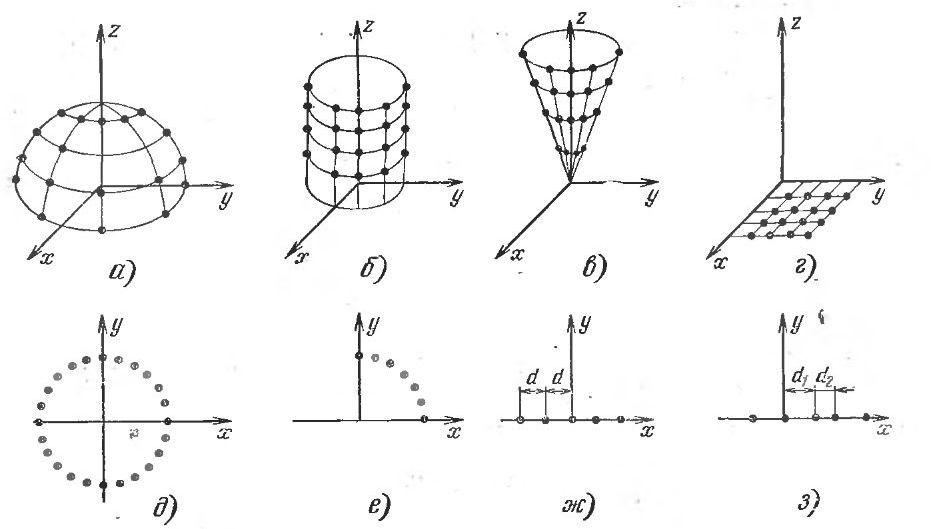 z z z z
y y y y
x x x x
а) б) в) г)
y y y y
d d d₁ d₂
x x x x
д) е) ж) з)